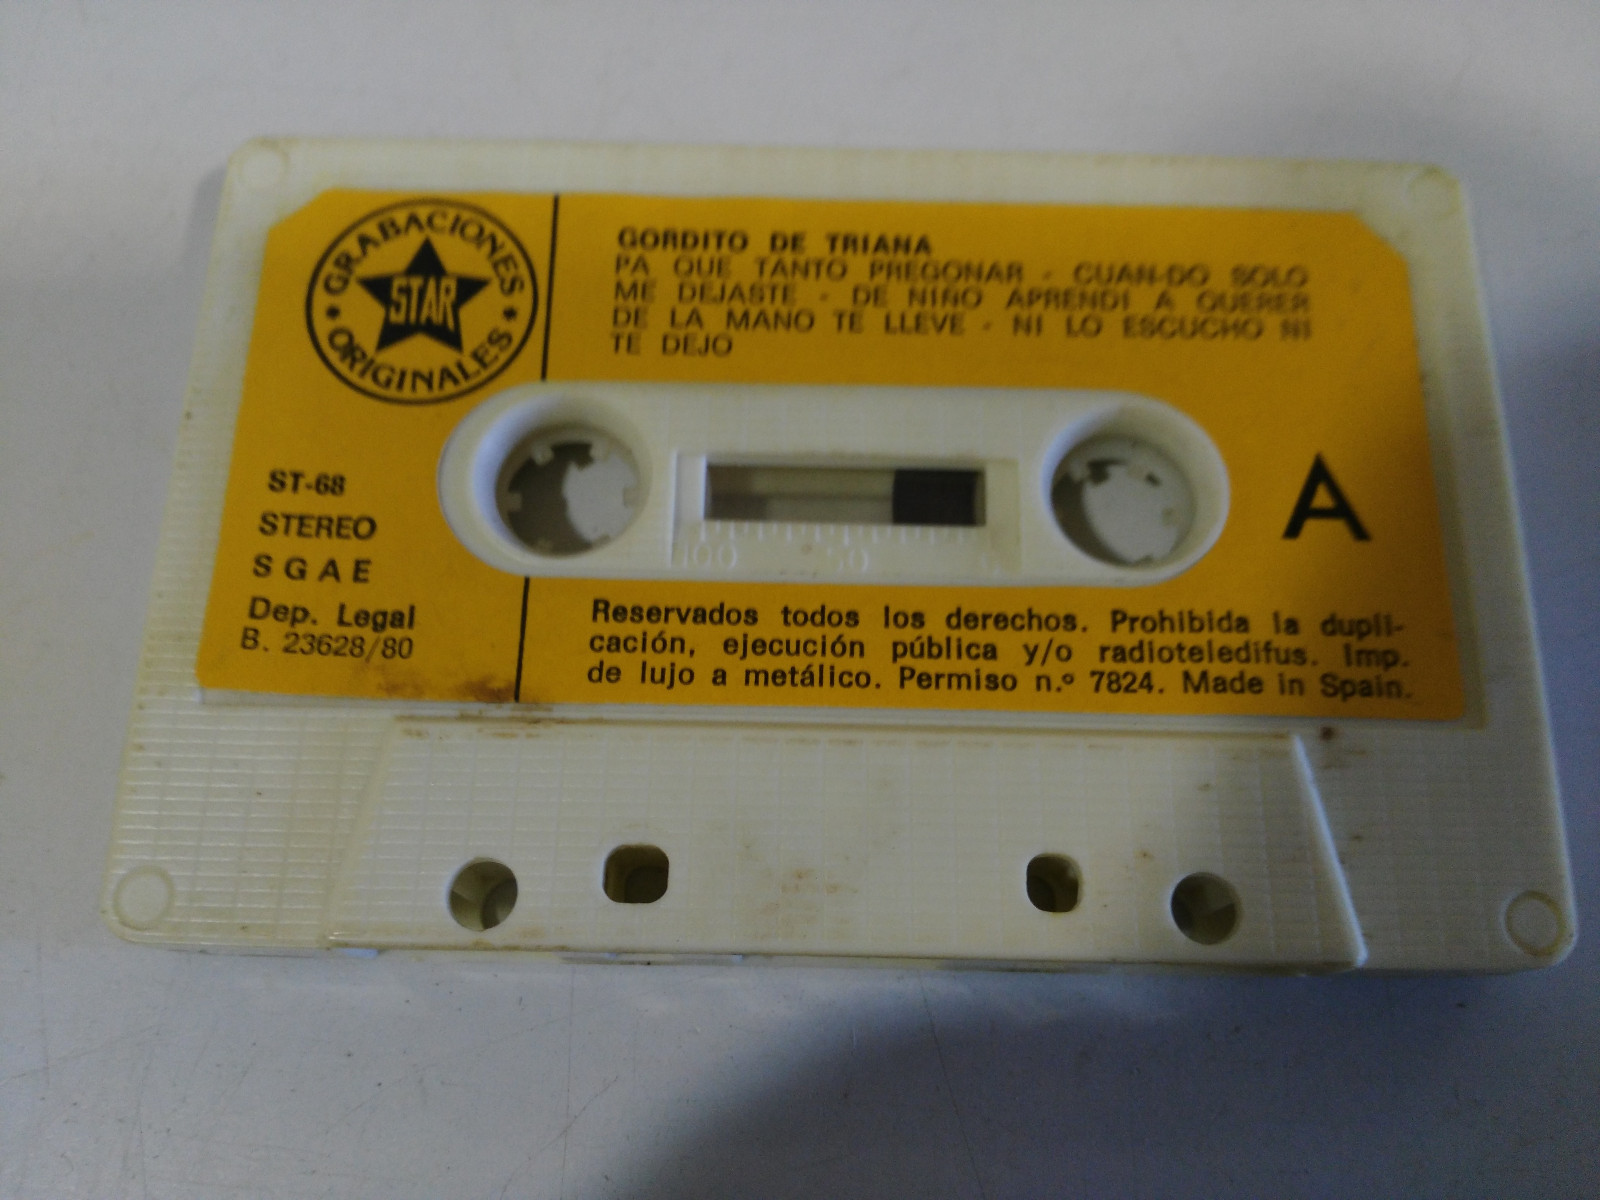 GRABACIONES
STAR
ORIGINALES
GORDITO DE TRIANA
PA QUE TANTO PREGONAR - CUAN-DO SOLO
ME DEJASTE - DE NIÑO APRENDI A QUERER
DE LA MANO TE LLEVE - NI LO ESCUCHO NI
TE DEJO
ST-68
STEREO
S G A E
Dep. Legal
B. 23628/80
A
100 50 0
Reservados todos los derechos. Prohibida la dupli-
cación, ejecución pública y/o radioteledifus. Imp.
de lujo a metálico. Permiso n.º 7824. Made in Spain.